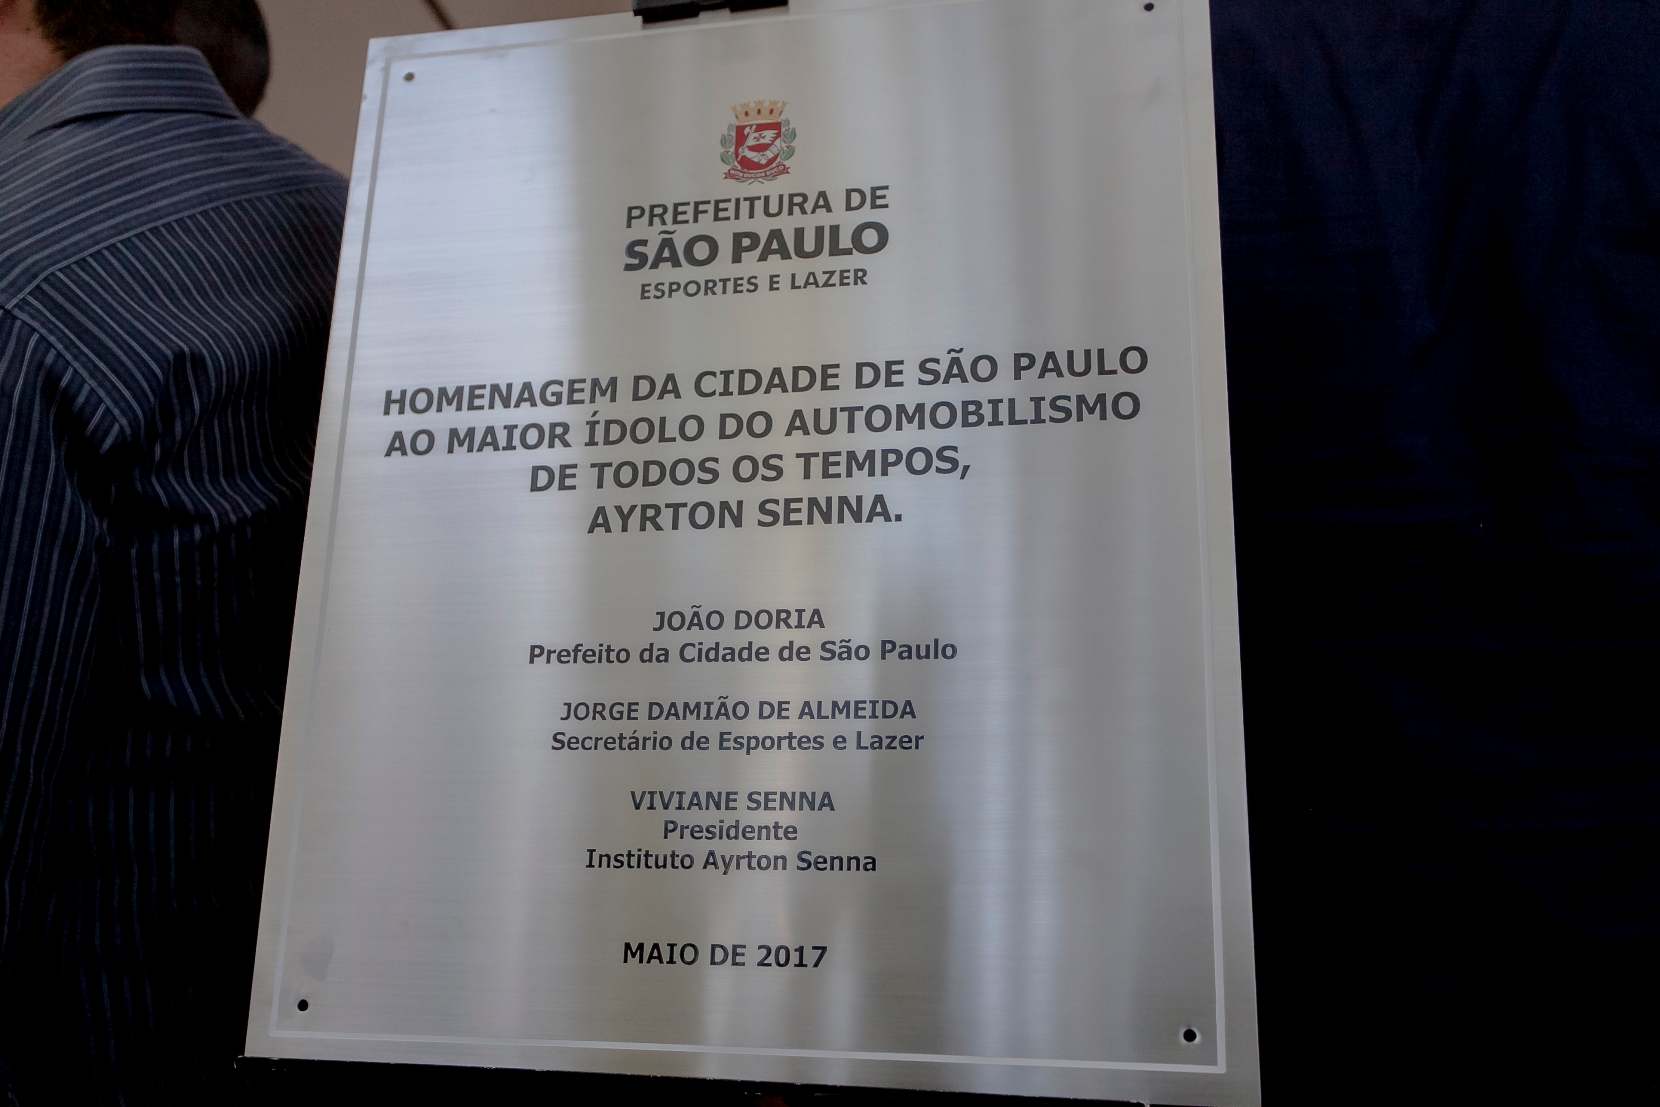 PREFEITURA DE
SÃO PAULO
ESPORTES E LAZER
HOMENAGEM DA CIDADE DE SÃO PAULO
AO MAIOR ÍDOLO DO AUTOMOBILISMO
DE TODOS OS TEMPOS,
AYRTON SENNA.
JOÃO DORIA
Prefeito da Cidade de São Paulo
JORGE DAMIÃO DE ALMEIDA
Secretário de Esportes e Lazer
VIVIANE SENNA
Presidente
Instituto Ayrton Senna
MAIO DE 2017